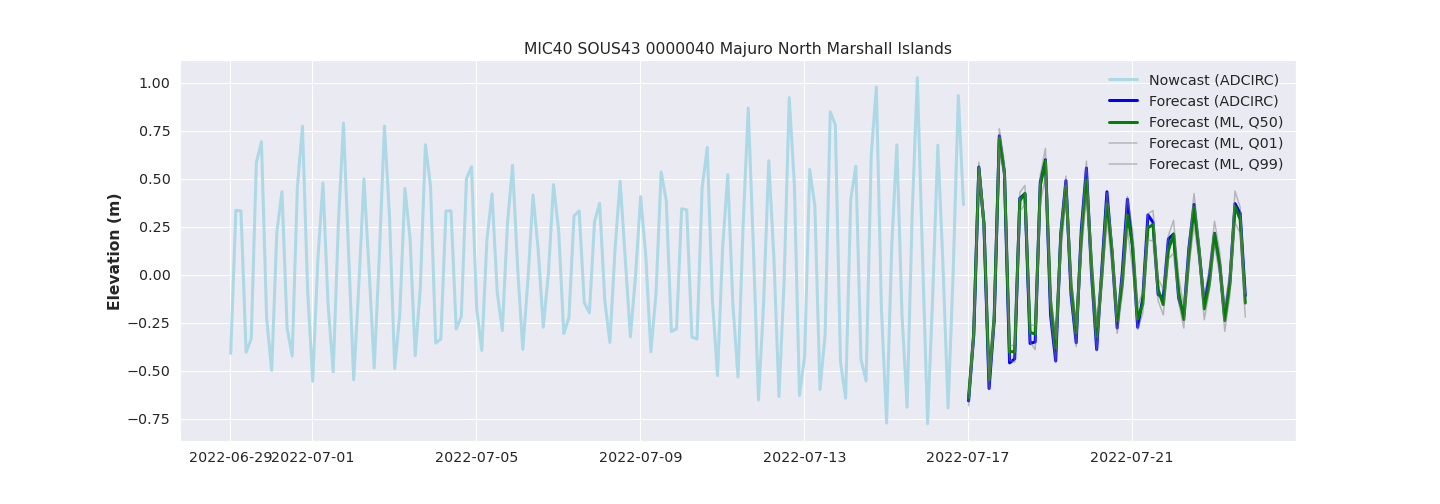 MIC40 SOUS43 0000040 Majuro North Marshall Islands
Elevation (m)
1.00
0.75
0.50
0.25
0.00
−0.25
−0.50
−0.75
Nowcast (ADCIRC)
Forecast (ADCIRC)
Forecast (ML, Q50)
Forecast (ML, Q01)
Forecast (ML, Q99)
2022-06-29 2022-07-01 2022-07-05 2022-07-09 2022-07-13 2022-07-17 2022-07-21